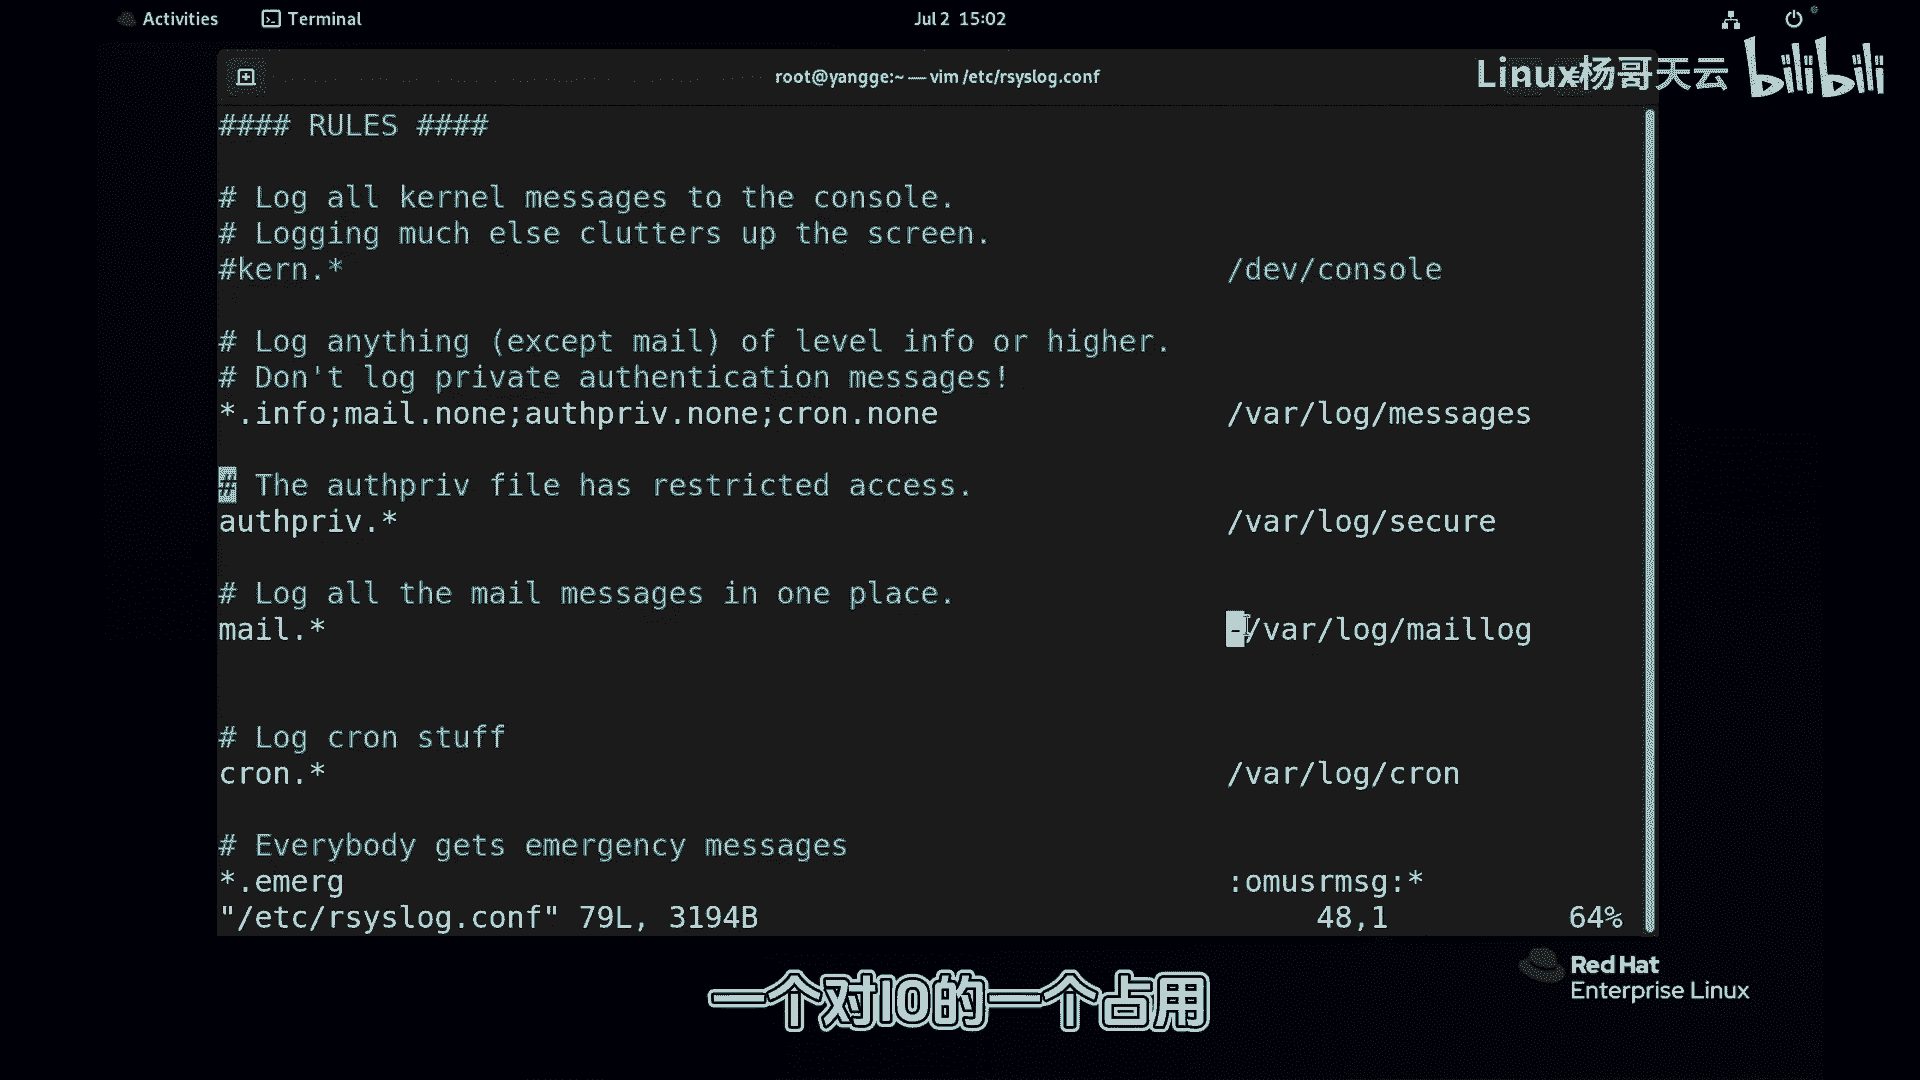 Activities Terminal Jul 2 15:02
root@yangge:~ — vim /etc/rsyslog.conf
Linux杨哥天云 bilibili
#### RULES ####
# Log all kernel messages to the console.
# Logging much else clutters up the screen.
#kern.* /dev/console
# Log anything (except mail) of level info or higher.
# Don't log private authentication messages!
*.info;mail.none;authpriv.none;cron.none /var/log/messages
# The authpriv file has restricted access.
authpriv.* /var/log/secure
# Log all the mail messages in one place.
mail.* -/var/log/maillog
# Log cron stuff
cron.* /var/log/cron
# Everybody gets emergency messages
*.emerg :omusrmsg:*
"/etc/rsyslog.conf" 79L, 3194B 48,1 64%
Red Hat
Enterprise Linux
一个对IO的一个占用